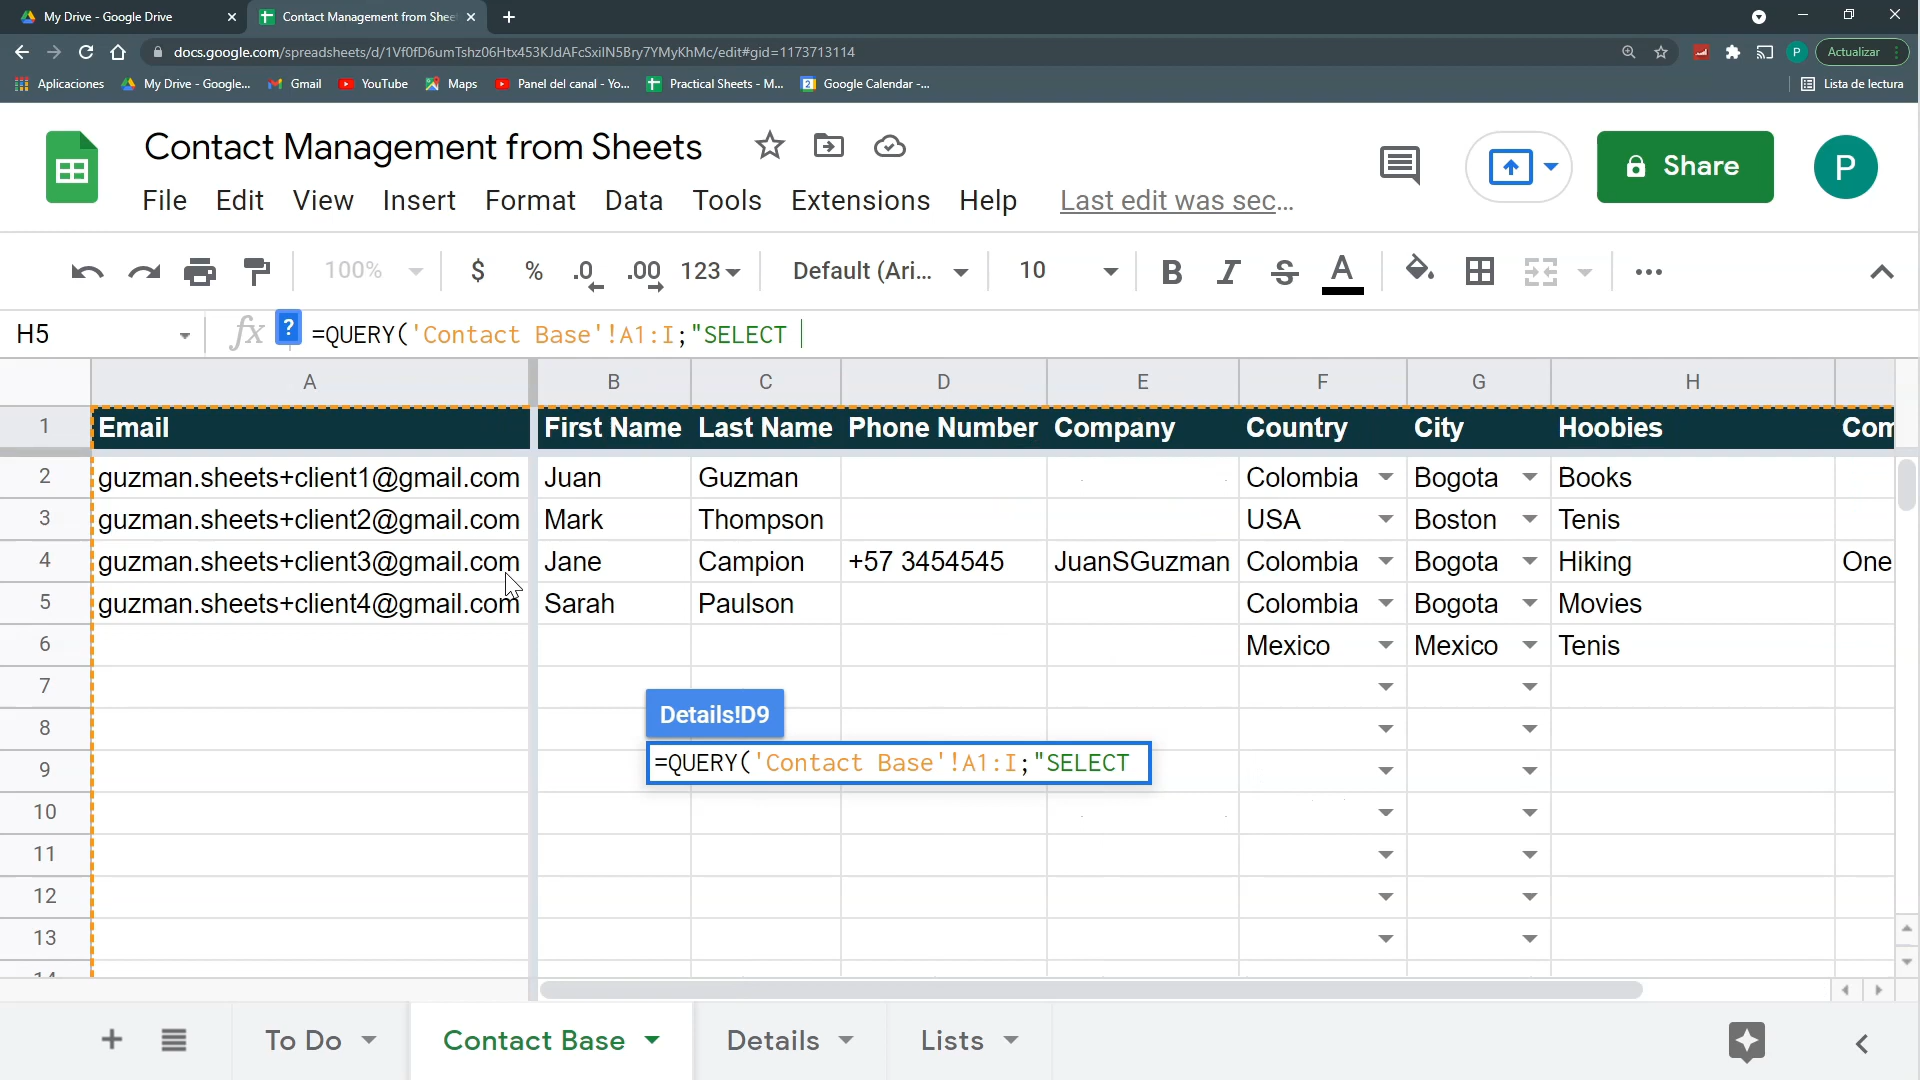 My Drive - Google Drive
Contact Management from Shee
docs.google.com/spreadsheets/d/1Vf0fD6umTshz06Htx453KJdAFcSxiIN5Bry7YMyKhMc/edit#gid=1173713114
P
Actualizar
Aplicaciones
My Drive - Google...
Gmail
YouTube
Maps
Panel del canal - Yo...
Practical Sheets - M...
Google Calendar -...
Lista de lectura
Contact Management from Sheets
Share
P
File Edit View Insert Format Data Tools Extensions Help Last edit was sec...
100% $ % .0 .00 123 Default (Ari... 10 B I S A
H5 fx ? =QUERY('Contact Base'!A1:I;"SELECT
A B C D E F G H
1 Email First Name Last Name Phone Number Company Country City Hoobies Com
2 guzman.sheets+client1@gmail.com Juan Guzman Colombia Bogota Books
3 guzman.sheets+client2@gmail.com Mark Thompson USA Boston Tenis
4 guzman.sheets+client3@gmail.com Jane Campion +57 3454545 JuanSGuzman Colombia Bogota Hiking One
5 guzman.sheets+client4@gmail.com Sarah Paulson Colombia Bogota Movies
6 Mexico Mexico Tenis
7
Details!D9
8
9 =QUERY('Contact Base'!A1:I;"SELECT
10
11
12
13
14
To Do Contact Base Details Lists